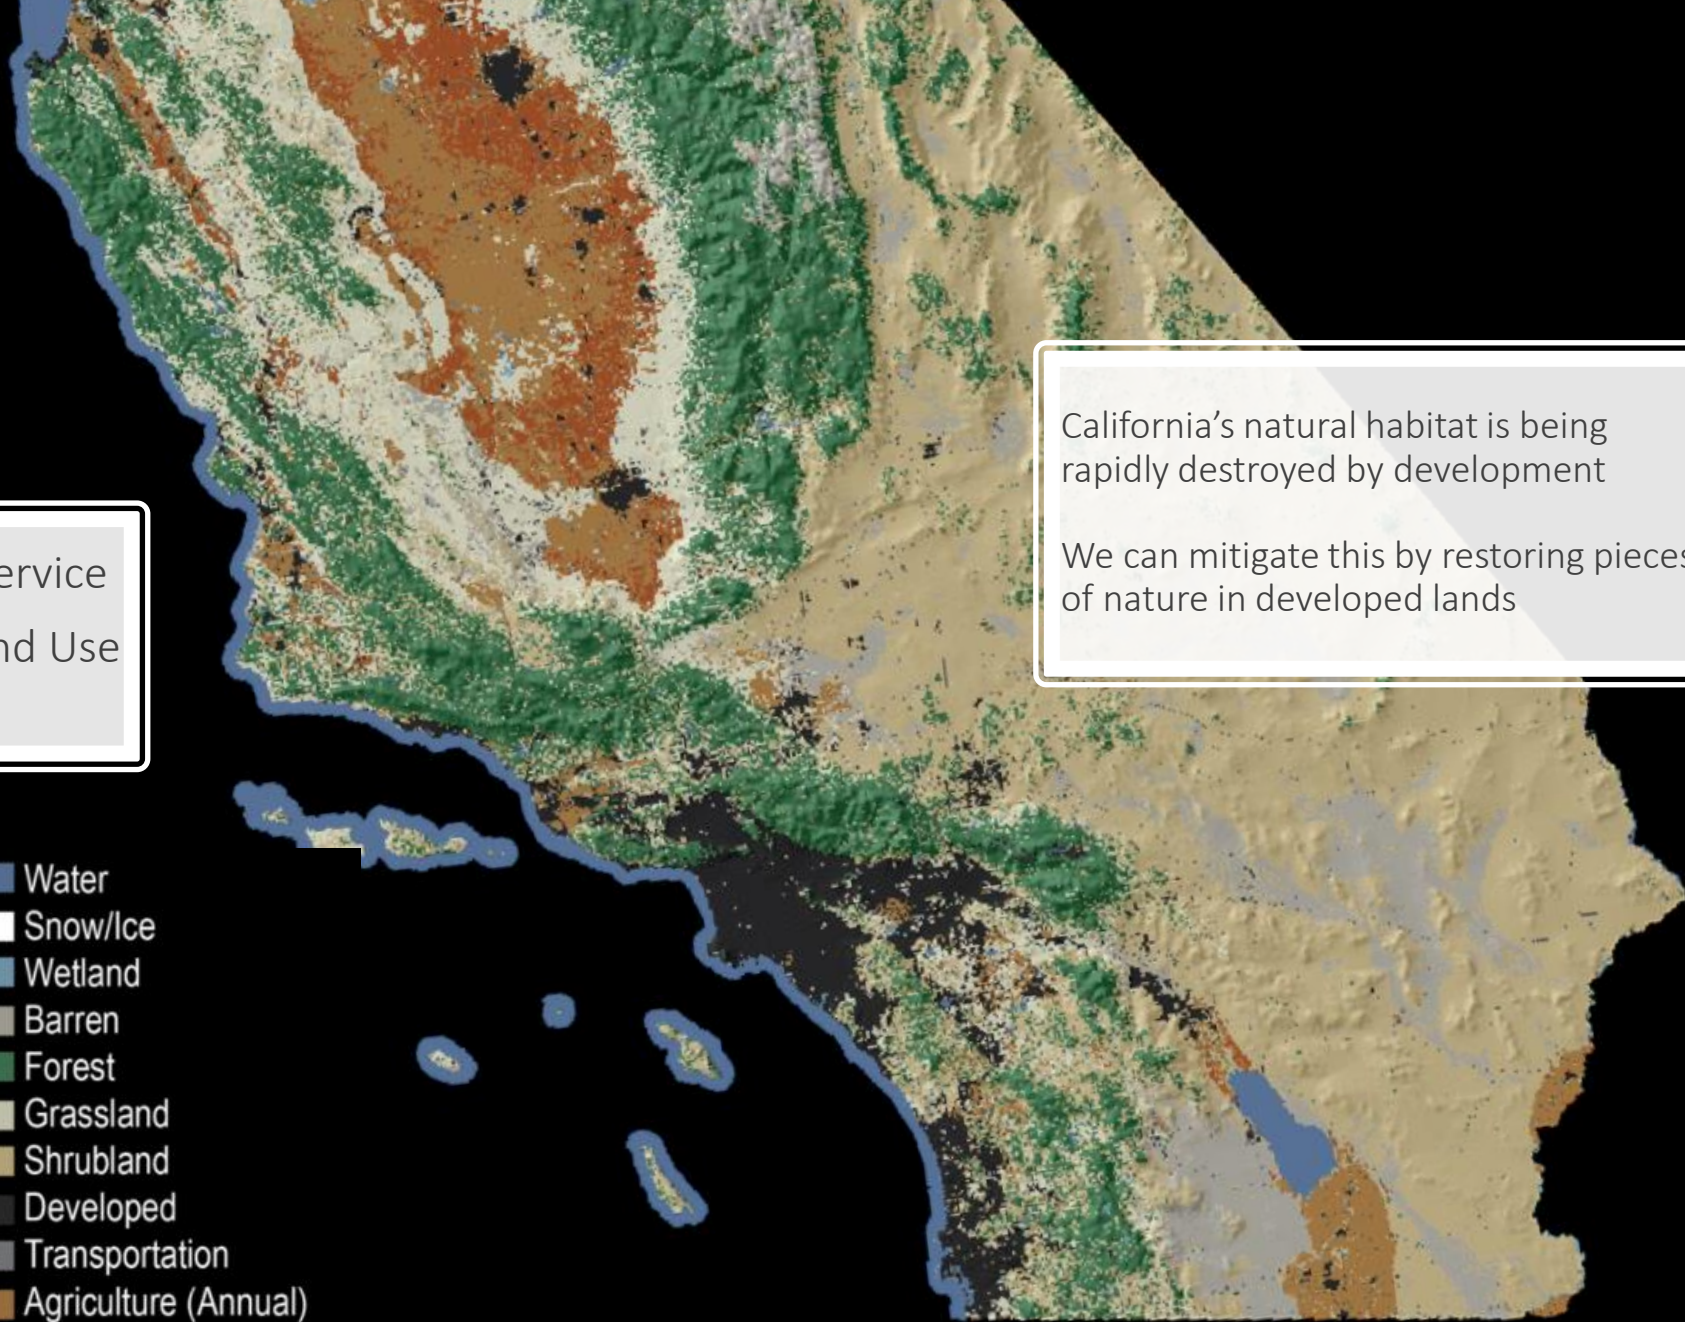 ervice
nd Use
California’s natural habitat is being
rapidly destroyed by development
We can mitigate this by restoring pieces
of nature in developed lands
Water
Snow/Ice
Wetland
Barren
Forest
Grassland
Shrubland
Developed
Transportation
Agriculture (Annual)